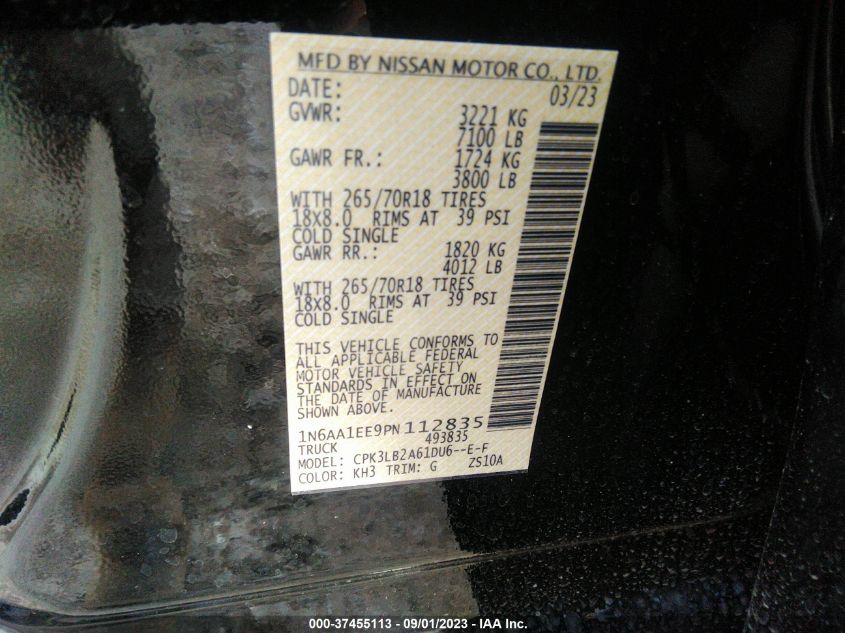 MFD BY NISSAN MOTOR CO., LTD.
DATE: 03/23
GVWR: 3221 KG
7100 LB
GAWR FR.: 1724 KG
3800 LB
WITH 265/70R18 TIRES
18X8.0 RIMS AT 39 PSI
COLD SINGLE
GAWR RR.: 1820 KG
4012 LB
WITH 265/70R18 TIRES
18X8.0 RIMS AT 39 PSI
COLD SINGLE
THIS VEHICLE CONFORMS TO
ALL APPLICABLE FEDERAL
MOTOR VEHICLE SAFETY
STANDARDS IN EFFECT ON
THE DATE OF MANUFACTURE
SHOWN ABOVE.
1N6AA1EE9PN112835
TRUCK 493835
MODEL: CPK3LB2A61DU6--E-F
COLOR: KH3 TRIM: G ZS10A
000-37455113 - 09/01/2023 - IAA Inc.